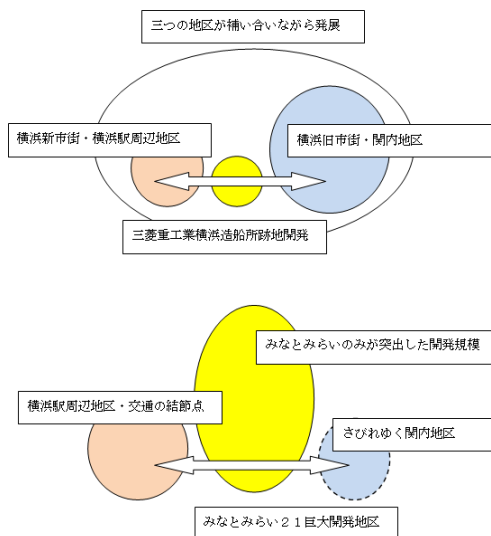 三つの地区が補い合いながら発展
横浜新市街・横浜駅周辺地区
横浜旧市街・関内地区
三菱重工業横浜造船所跡地開発
みなとみらいのみが突出した開発規模
横浜駅周辺地区・交通の結節点
さびれゆく関内地区
みなとみらい２１巨大開発地区